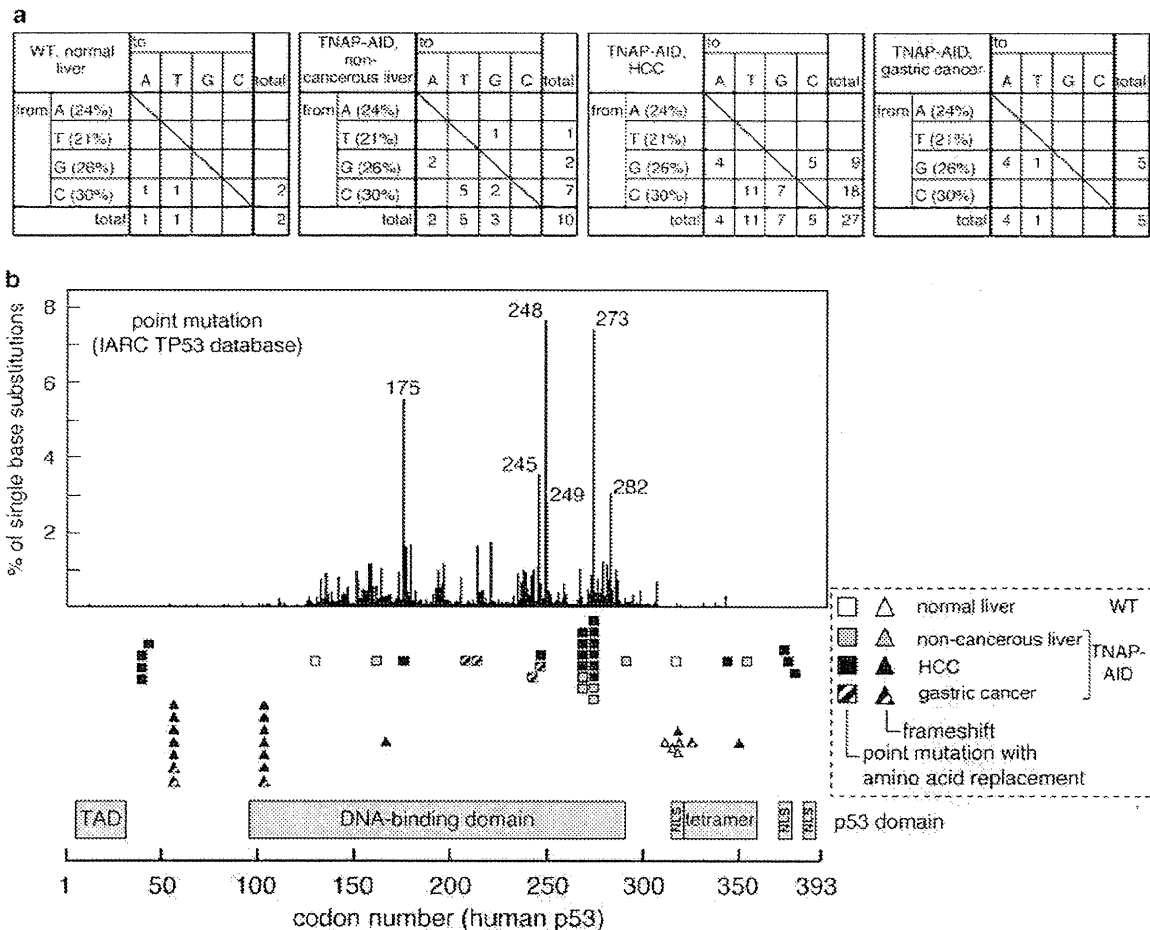 a
WT, normal liver
to
A T G C total
from A (24%)
T (21%)
G (26%)
C (30%) 1 1 2
total 1 1 2
TNAP-AID, non-cancerous liver
to
A T G C total
from A (24%)
T (21%) 1 1
G (26%) 2 2
C (30%) 5 2 7
total 2 5 3 10
TNAP-AID, HCC
to
A T G C total
from A (24%)
T (21%)
G (26%) 4 5 9
C (30%) 11 7 18
total 4 11 7 5 27
TNAP-AID, gastric cancer
to
A T G C total
from A (24%)
T (21%)
G (26%) 4 1 5
C (30%)
total 4 1 5
b
% of single base substitutions
8
6
4
2
point mutation
(IARC TP53 database)
175
245
248
249
273
282
normal liver WT
non-cancerous liver
HCC
gastric cancer
TNAP-AID
frameshift
point mutation with
amino acid replacement
TAD
DNA-binding domain
NLS
tetramer
NLS
NLS
p53 domain
1 50 100 150 200 250 300 350 393
codon number (human p53)